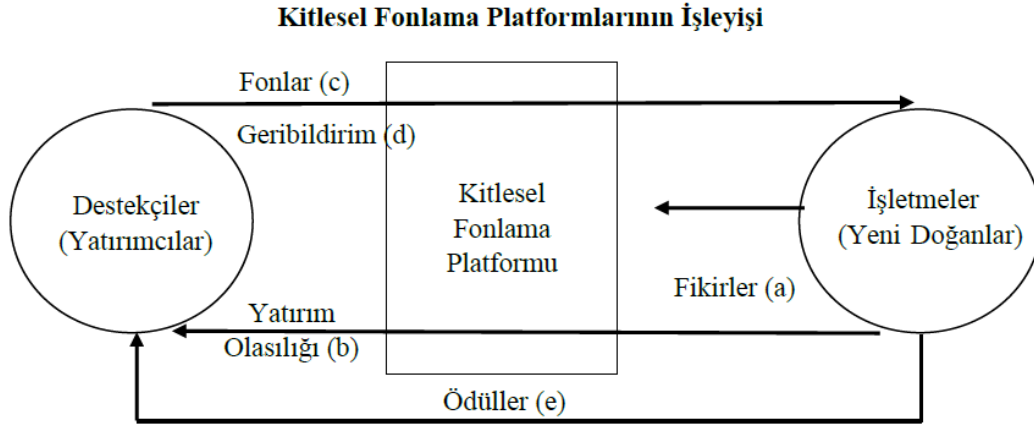 Kitlesel Fonlama Platformlarının İşleyişi
Fonlar (c)
Geribildirim (d)
Destekçiler
(Yatırımcılar)
Kitlesel
Fonlama
Platformu
İşletmeler
(Yeni Doğanlar)
Fikirler (a)
Yatırım
Olasılığı (b)
Ödüller (e)